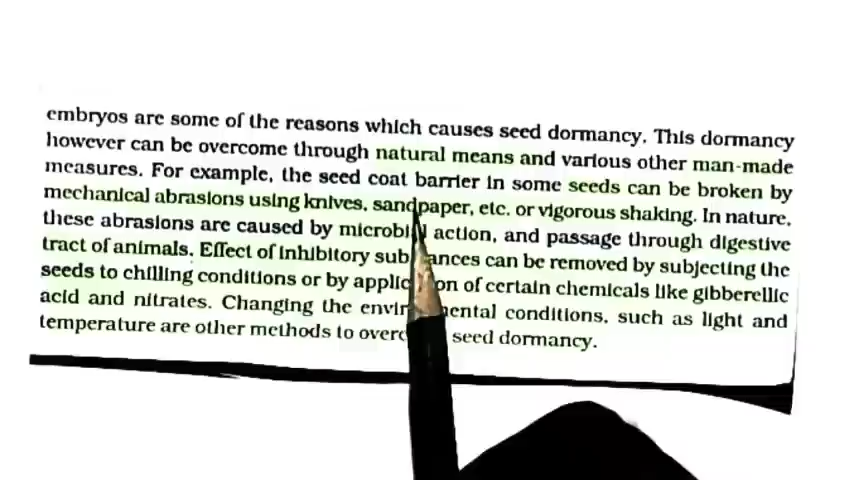 embryos are some of the reasons which causes seed dormancy. This dormancy
however can be overcome through natural means and various other man-made
measures. For example, the seed coat barrier in some seeds can be broken by
mechanical abrasions using knives, sandpaper, etc. or vigorous shaking. In nature,
these abrasions are caused by action, and passage through digestive
tract of animals. Effect of inhibitory can be removed by subjecting the
seeds to chilling conditions or by of certain chemicals like gibberellic
acid and nitrates. Changing the conditions, such as light and
temperature are other methods to seed dormancy.